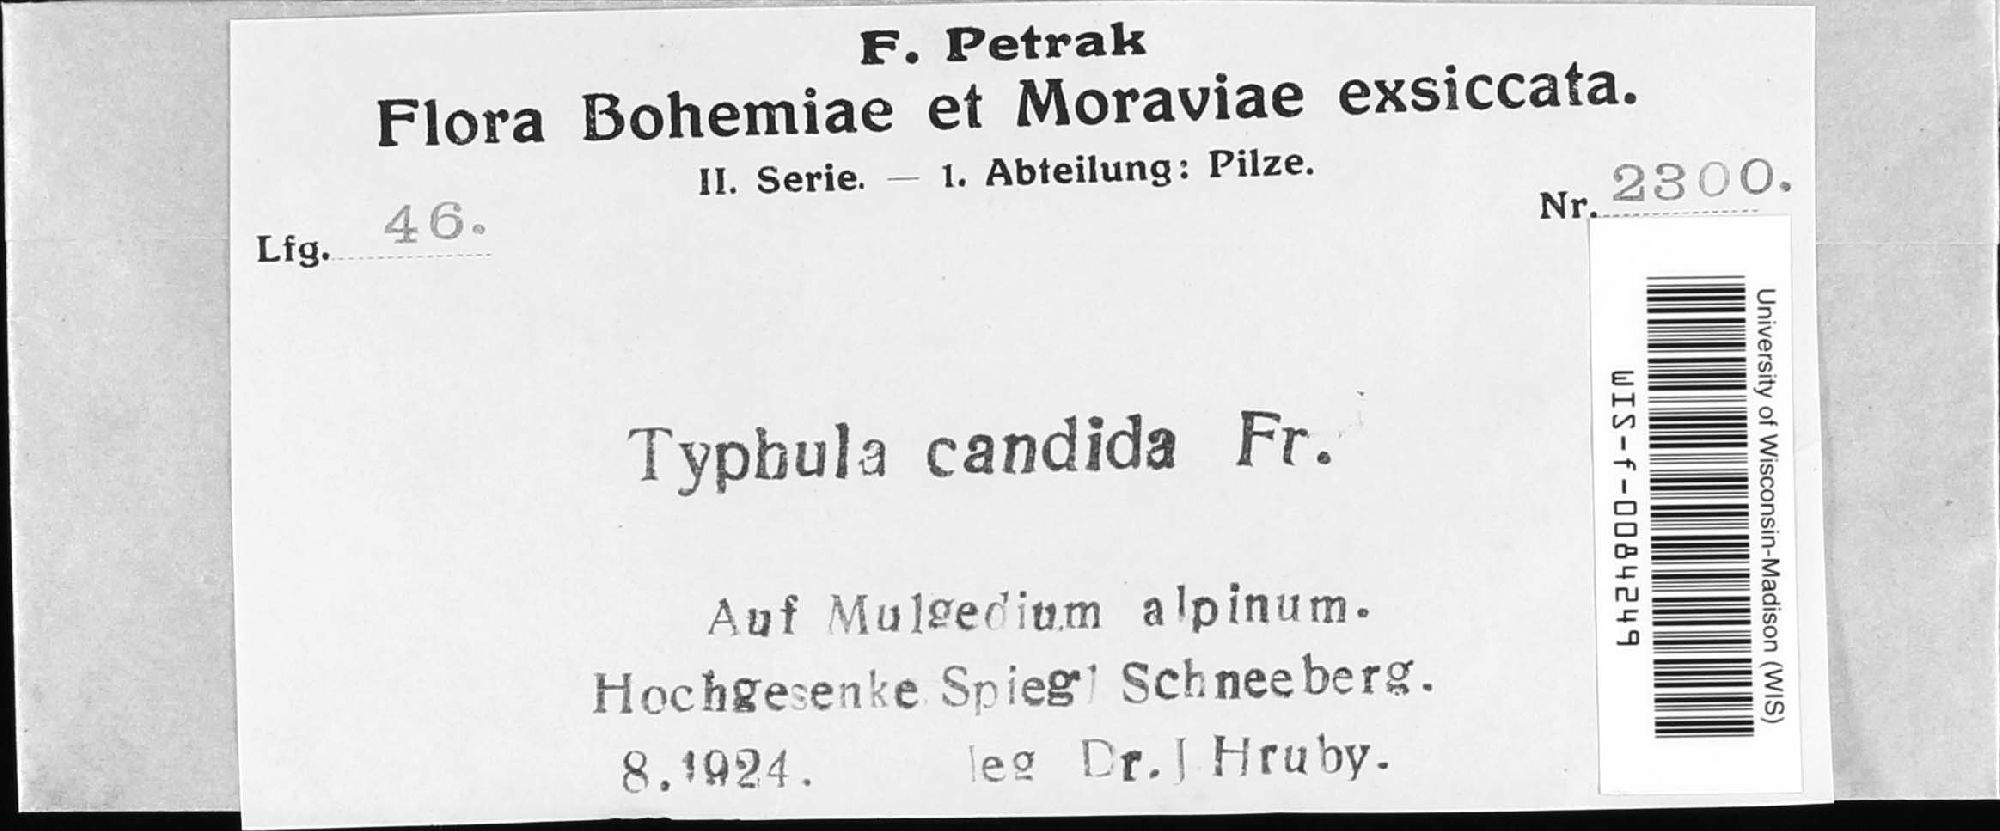 F. Petrak
Flora Bohemiae et Moraviae exsiccata.
II. Serie. — 1. Abteilung: Pilze.
Lfg. 46.
Nr. 2300.
Typhula candida Fr.
Auf Mulgedium alpinum.
Hochgesenke Spiegl Schneeberg.
8.1924. leg Dr. J Hruby.
University of Wisconsin-Madison (WIS)
WIS-f-0084249